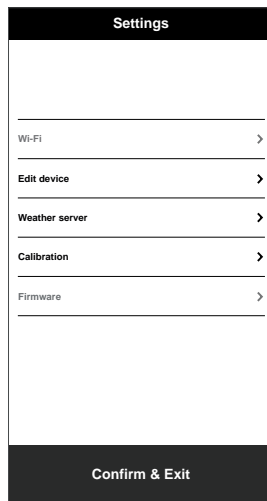 Settings
Wi-Fi
Edit device
Weather server
Calibration
Firmware
Confirm & Exit